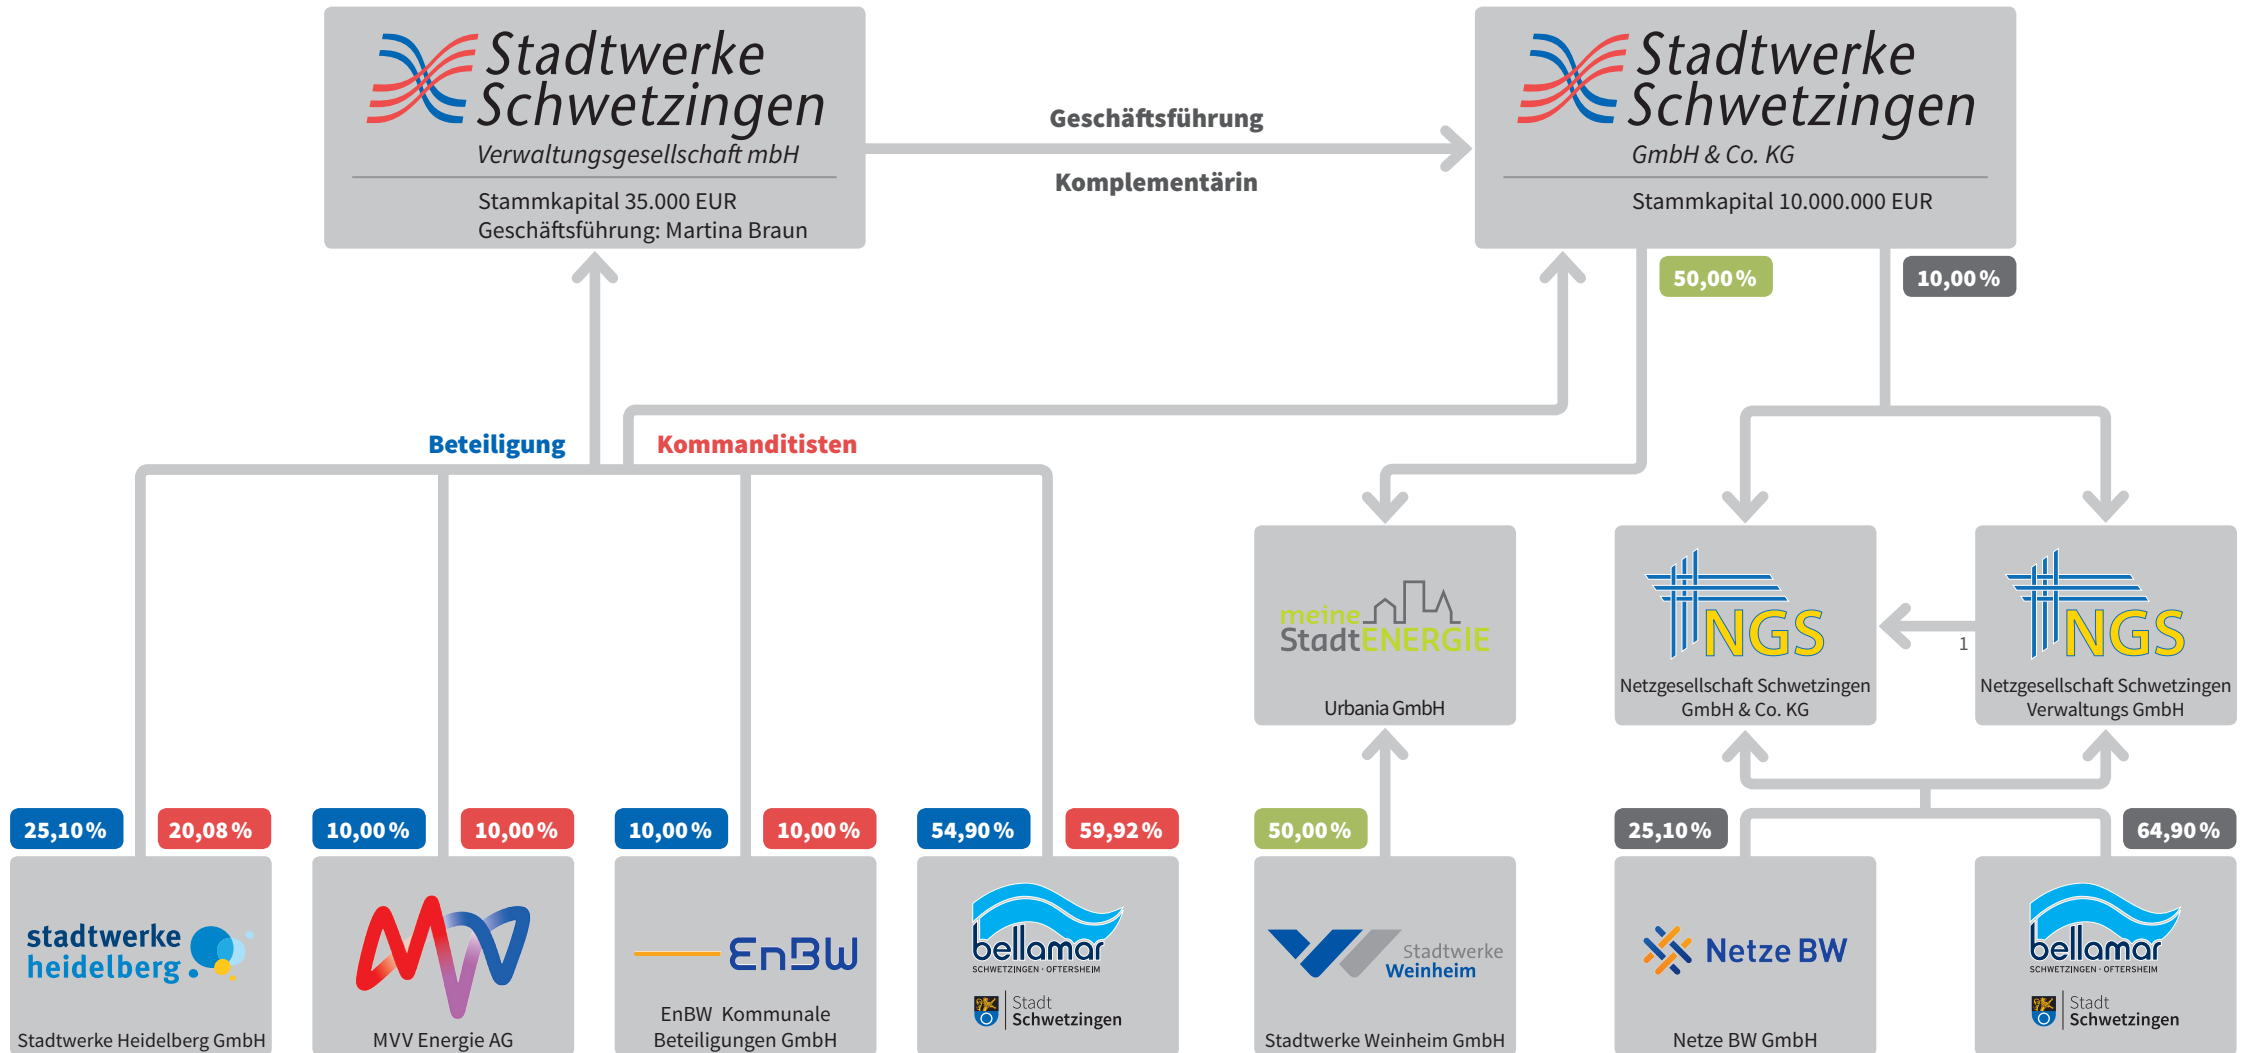 Stadtwerke
Schwetzingen
Verwaltungsgesellschaft mbH
Stammkapital 35.000 EUR
Geschäftsführung: Martina Braun
Geschäftsführung
Komplementärin
Stadtwerke
Schwetzingen
GmbH & Co. KG
Stammkapital 10.000.000 EUR
50,00 %
10,00 %
Beteiligung
Kommanditisten
meine
StadtENERGIE
Urbania GmbH
NGS
Netzgesellschaft Schwetzingen
GmbH & Co. KG
1
NGS
Netzgesellschaft Schwetzingen
Verwaltungs GmbH
25,10 %
20,08 %
stadtwerke
heidelberg
Stadtwerke Heidelberg GmbH
10,00 %
10,00 %
MVV
MVV Energie AG
10,00 %
10,00 %
EnBW
EnBW Kommunale
Beteiligungen GmbH
54,90 %
59,92 %
bellamar
SCHWETZINGEN · OFTERSHEIM
Stadt
Schwetzingen
50,00 %
Stadtwerke
Weinheim
Stadtwerke Weinheim GmbH
25,10 %
Netze BW
Netze BW GmbH
64,90 %
bellamar
SCHWETZINGEN · OFTERSHEIM
Stadt
Schwetzingen